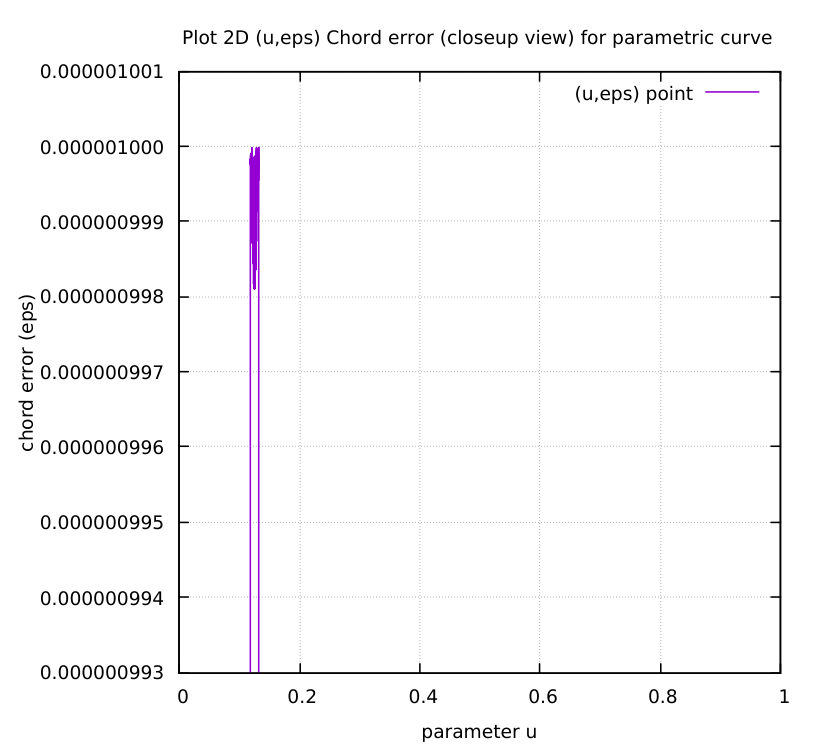 Plot 2D (u,eps) Chord error (closeup view) for parametric curve
(u,eps) point
0.000001001
0.000001000
0.000000999
0.000000998
0.000000997
0.000000996
0.000000995
0.000000994
0.000000993
chord error (eps)
0 0.2 0.4 0.6 0.8 1
parameter u